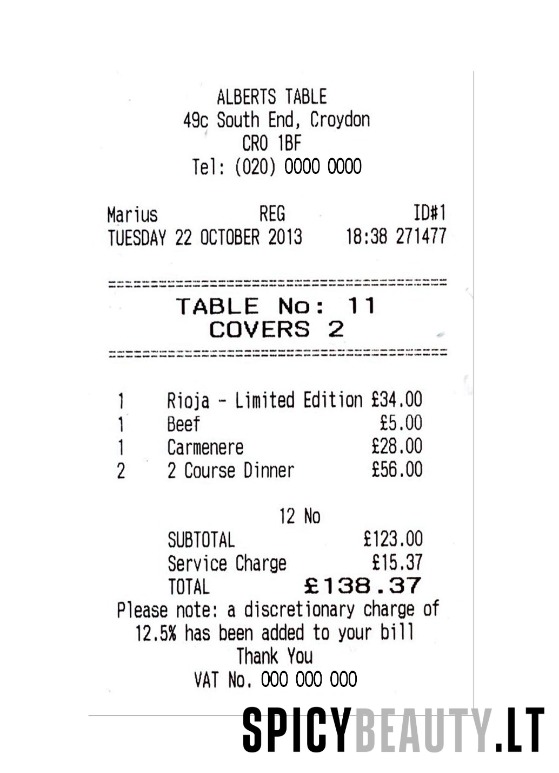 ALBERTS TABLE
49c South End, Croydon
CRO 1BF
Tel: (020) 0000 0000
Marius REG ID#1
TUESDAY 22 OCTOBER 2013 18:38 271477
========================================
TABLE No: 11
COVERS 2
========================================
1 Rioja - Limited Edition £34.00
1 Beef £5.00
1 Carmenere £28.00
2 2 Course Dinner £56.00
12 No
SUBTOTAL £123.00
Service Charge £15.37
TOTAL £138.37
Please note: a discretionary charge of
12.5% has been added to your bill
Thank You
VAT No. 000 000 000
SPICYBEAUTY.LT